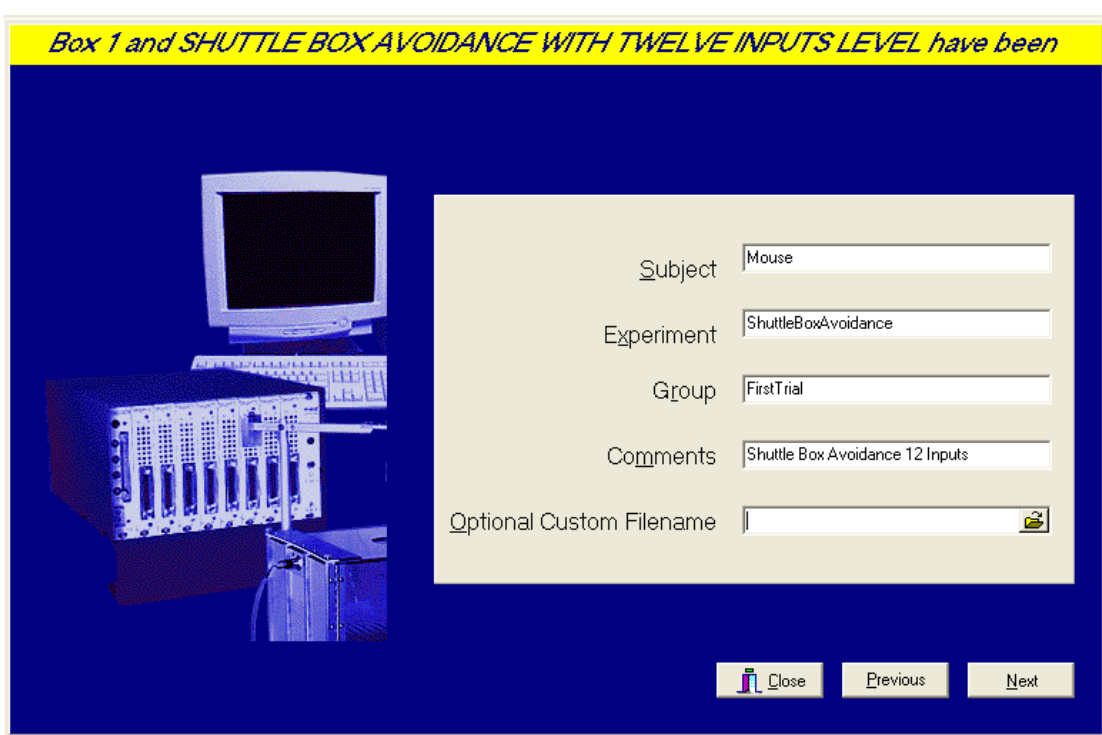 Box 1 and SHUTTLE BOX AVOIDANCE WITH TWELVE INPUTS LEVEL have been
Subject Mouse
Experiment ShuttleBoxAvoidance
Group FirstTrial
Comments Shuttle Box Avoidance 12 Inputs
Optional Custom Filename
Close Previous Next